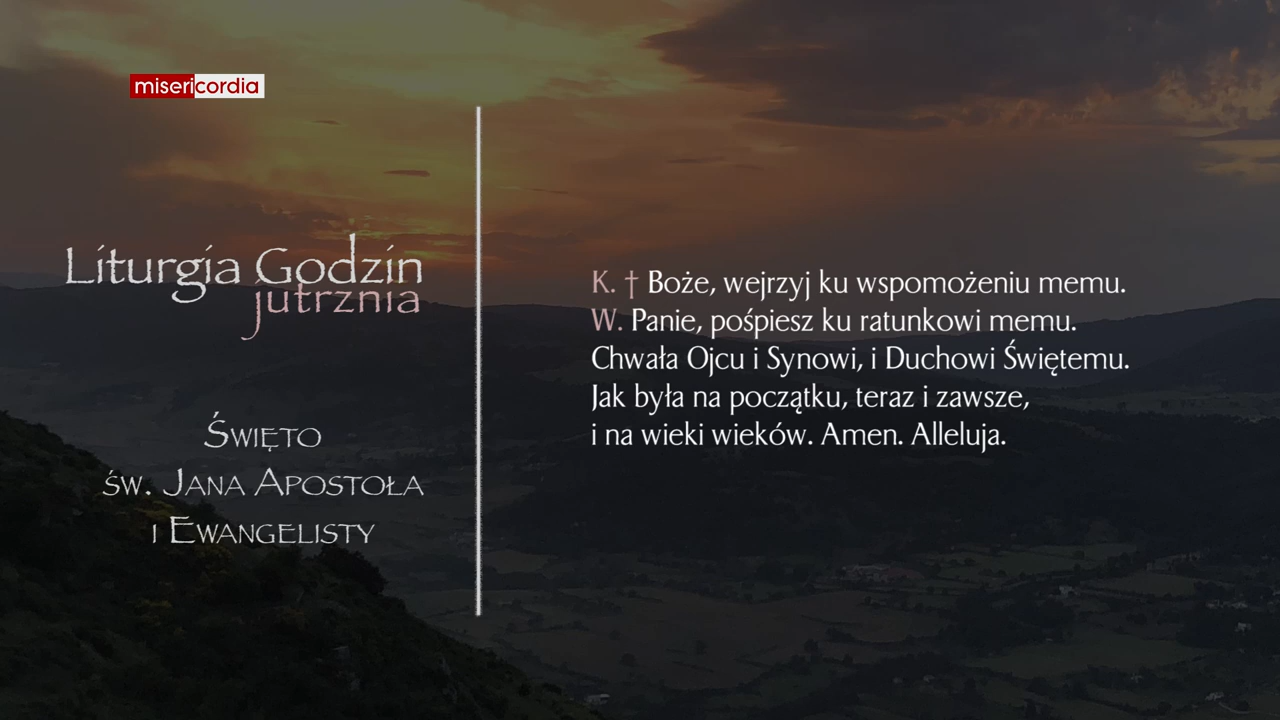 misericordia
Liturgia Godzin
jutrznia
Święto
św. Jana Apostoła
i Ewangelisty
K. † Boże, wejrzyj ku wspomożeniu memu.
W. Panie, pośpiesz ku ratunkowi memu.
Chwała Ojcu i Synowi, i Duchowi Świętemu.
Jak była na początku, teraz i zawsze,
i na wieki wieków. Amen. Alleluja.